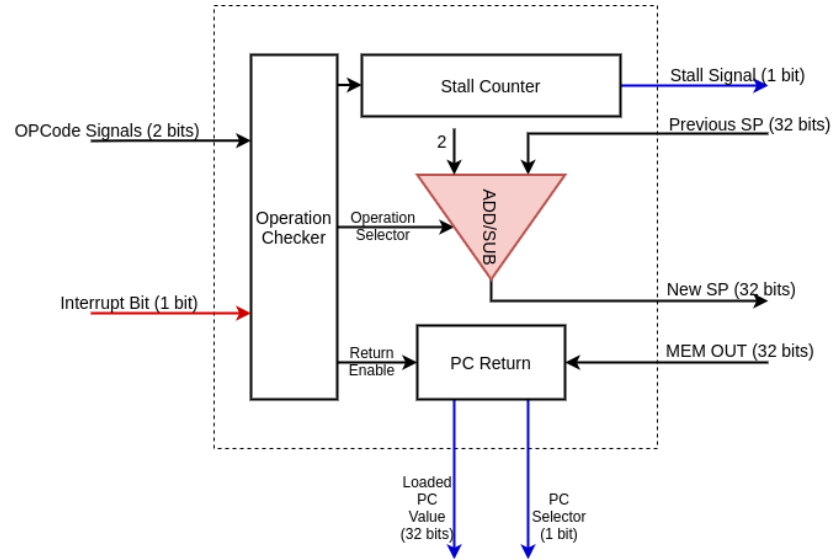 Stall Counter
Stall Signal (1 bit)
OPCode Signals (2 bits)
2
Previous SP (32 bits)
Operation
Checker
Operation
Selector
ADD/SUB
Interrupt Bit (1 bit)
New SP (32 bits)
Return
Enable
PC Return
MEM OUT (32 bits)
Loaded
PC
Value
(32 bits)
PC
Selector
(1 bit)